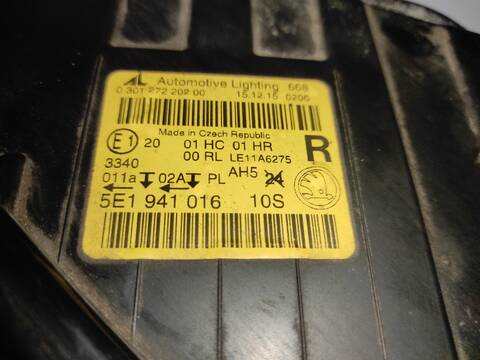 AL Automotive Lighting 668
0 301 272 202 00 15.12.15 0206
Made in Czech Republic
E1 20 01 HC 01 HR R
00 RL LE11A6275
3340
011a 02A PL AH5 24
5E1 941 016 10S